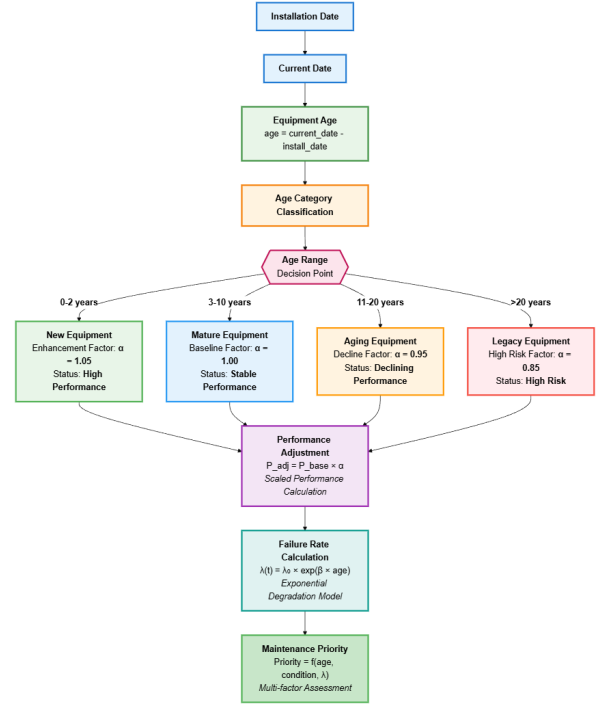 Installation Date
Current Date
Equipment Age
age = current_date -
install_date
Age Category
Classification
Age Range
Decision Point
0-2 years
3-10 years
11-20 years
>20 years
New Equipment
Enhancement Factor: α
= 1.05
Status: High
Performance
Mature Equipment
Baseline Factor: α =
1.00
Status: Stable
Performance
Aging Equipment
Decline Factor: α = 0.95
Status: Declining
Performance
Legacy Equipment
High Risk Factor: α =
0.85
Status: High Risk
Performance
Adjustment
P_adj = P_base × α
Scaled Performance
Calculation
Failure Rate
Calculation
λ(t) = λ₀ × exp(β × age)
Exponential
Degradation Model
Maintenance Priority
Priority = f(age,
condition, λ)
Multi-factor Assessment